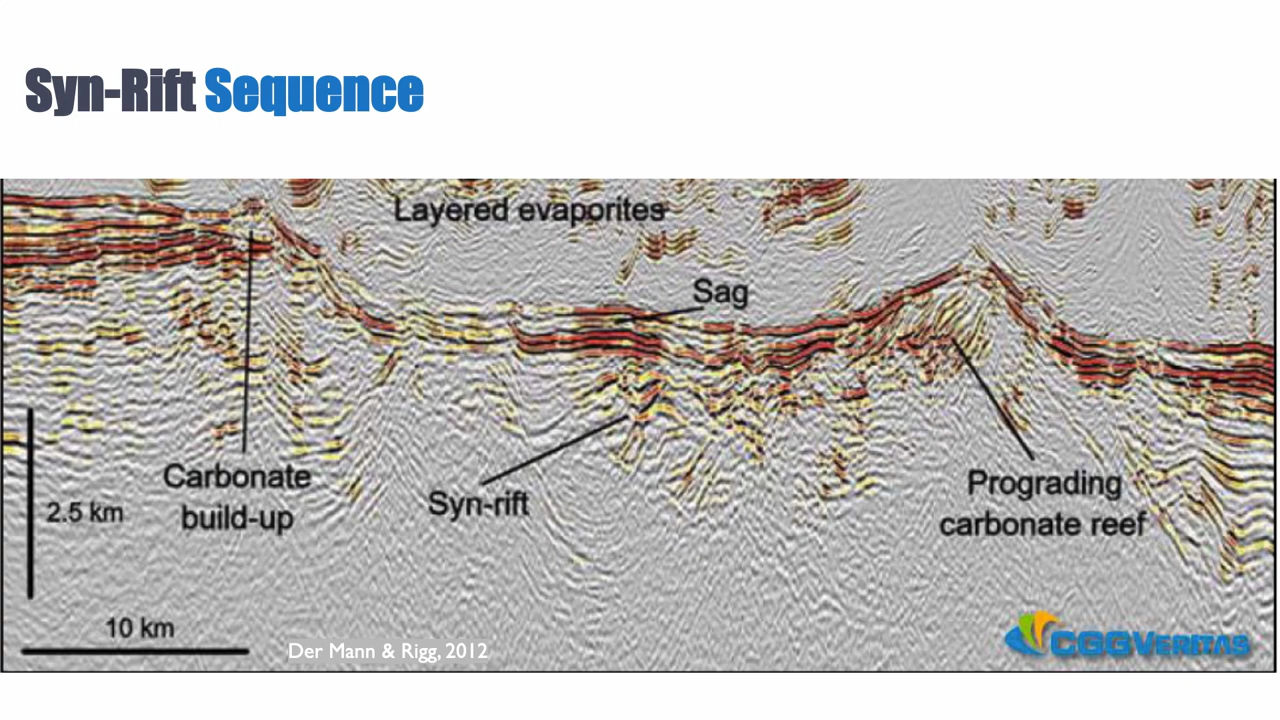 Syn-Rift Sequence
Layered evaporites
Sag
Carbonate
build-up
Syn-rift
Prograding
carbonate reef
2.5 km
10 km
Der Mann & Rigg, 2012
CGGVERITAS